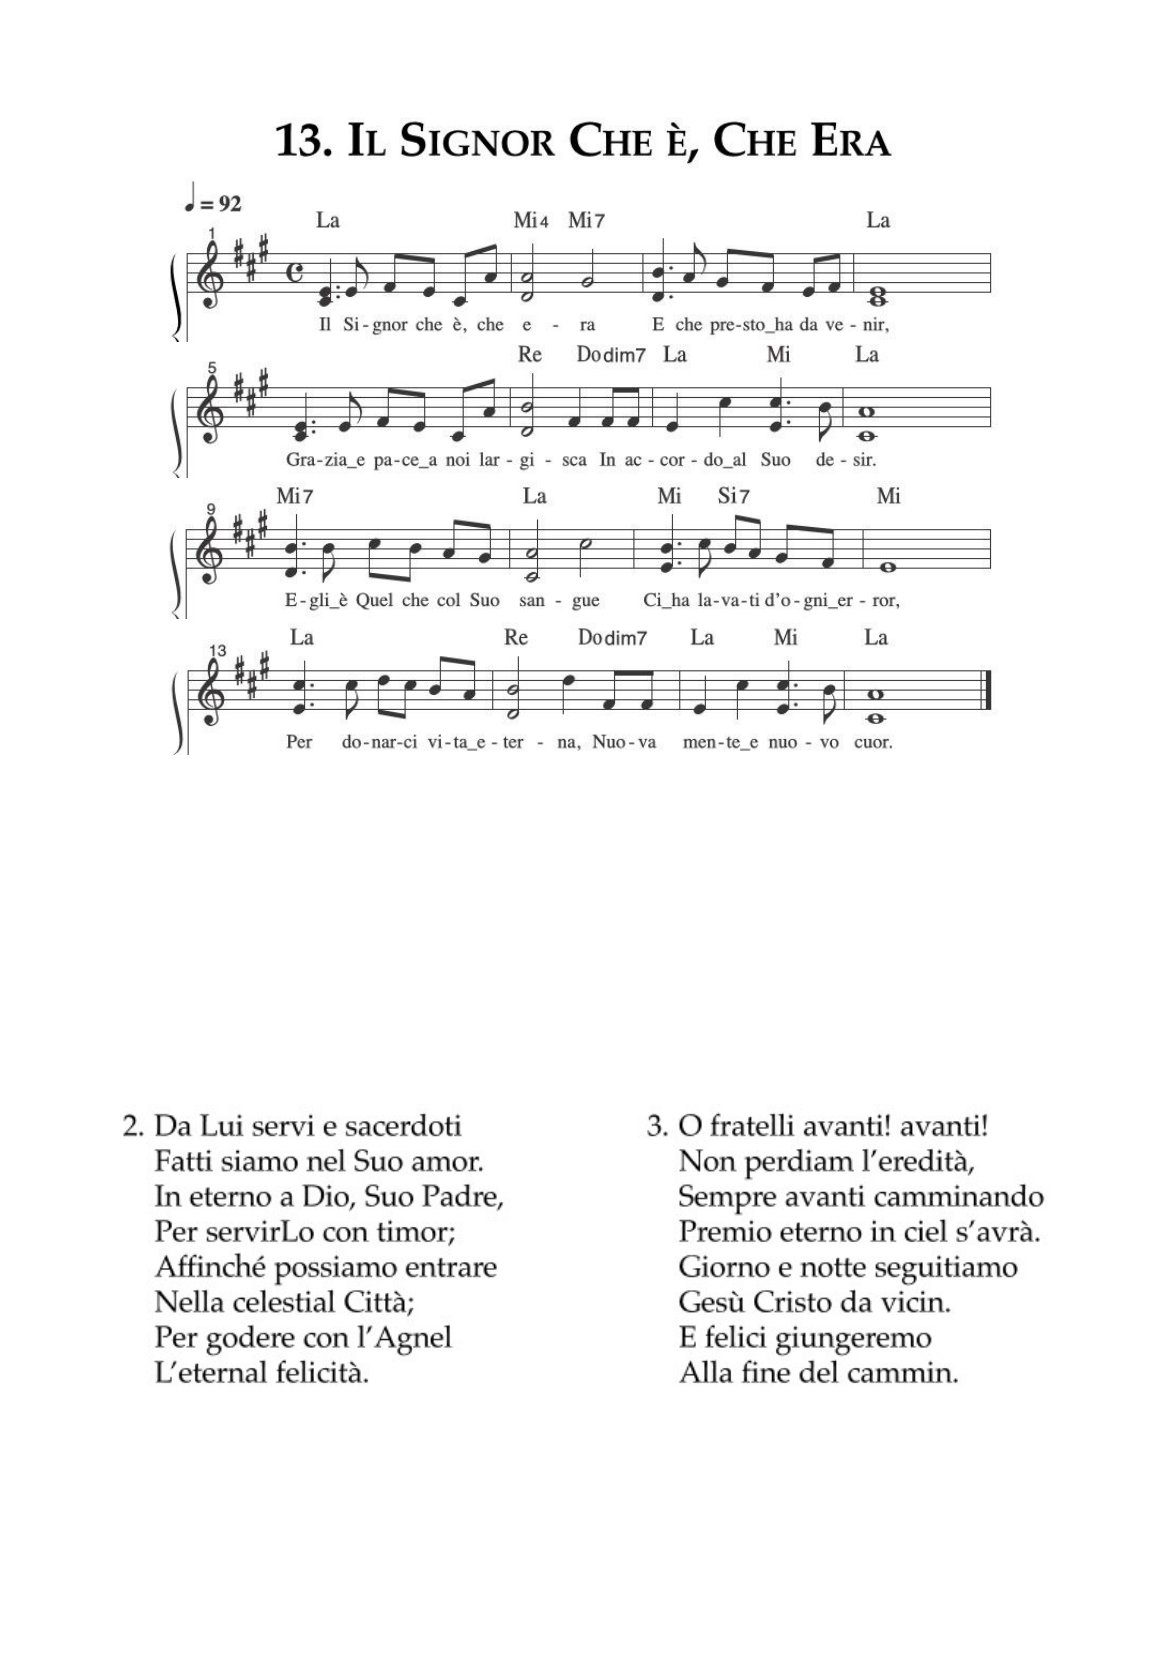 13. Il Signor Che è, Che Era
= 92
La Mi4 Mi7 La
1
Il Si - gnor che è, che e - ra E che pre-sto_ha da ve - nir,
Re Dodim7 La Mi La
5
Gra-zia_e pa-ce_a noi lar - gi - sca In ac - cor - do_al Suo de - sir.
Mi7 La Mi Si7 Mi
9
E-gli_è Quel che col Suo san - gue Ci_ha la-va-ti d'o-gni_er - ror,
La Re Dodim7 La Mi La
13
Per do-nar-ci vi-ta_e - ter - na, Nuo-va men-te_e nuo - vo cuor.
2. Da Lui servi e sacerdoti
Fatti siamo nel Suo amor.
In eterno a Dio, Suo Padre,
Per servirLo con timor;
Affinché possiamo entrare
Nella celestial Città;
Per godere con l'Agnel
L'eternal felicità.
3. O fratelli avanti! avanti!
Non perdiam l'eredità,
Sempre avanti camminando
Premio eterno in ciel s'avrà.
Giorno e notte seguitiamo
Gesù Cristo da vicin.
E felici giungeremo
Alla fine del cammin.